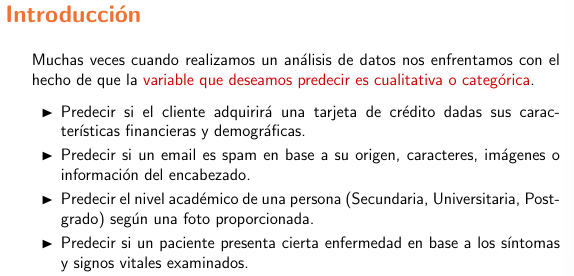 Introducción
Muchas veces cuando realizamos un análisis de datos nos enfrentamos con el
hecho de que la variable que deseamos predecir es cualitativa o categórica.
► Predecir si el cliente adquirirá una tarjeta de crédito dadas sus carac-
terísticas financieras y demográficas.
► Predecir si un email es spam en base a su origen, caracteres, imágenes o
información del encabezado.
► Predecir el nivel académico de una persona (Secundaria, Universitaria, Post-
grado) según una foto proporcionada.
► Predecir si un paciente presenta cierta enfermedad en base a los síntomas
y signos vitales examinados.